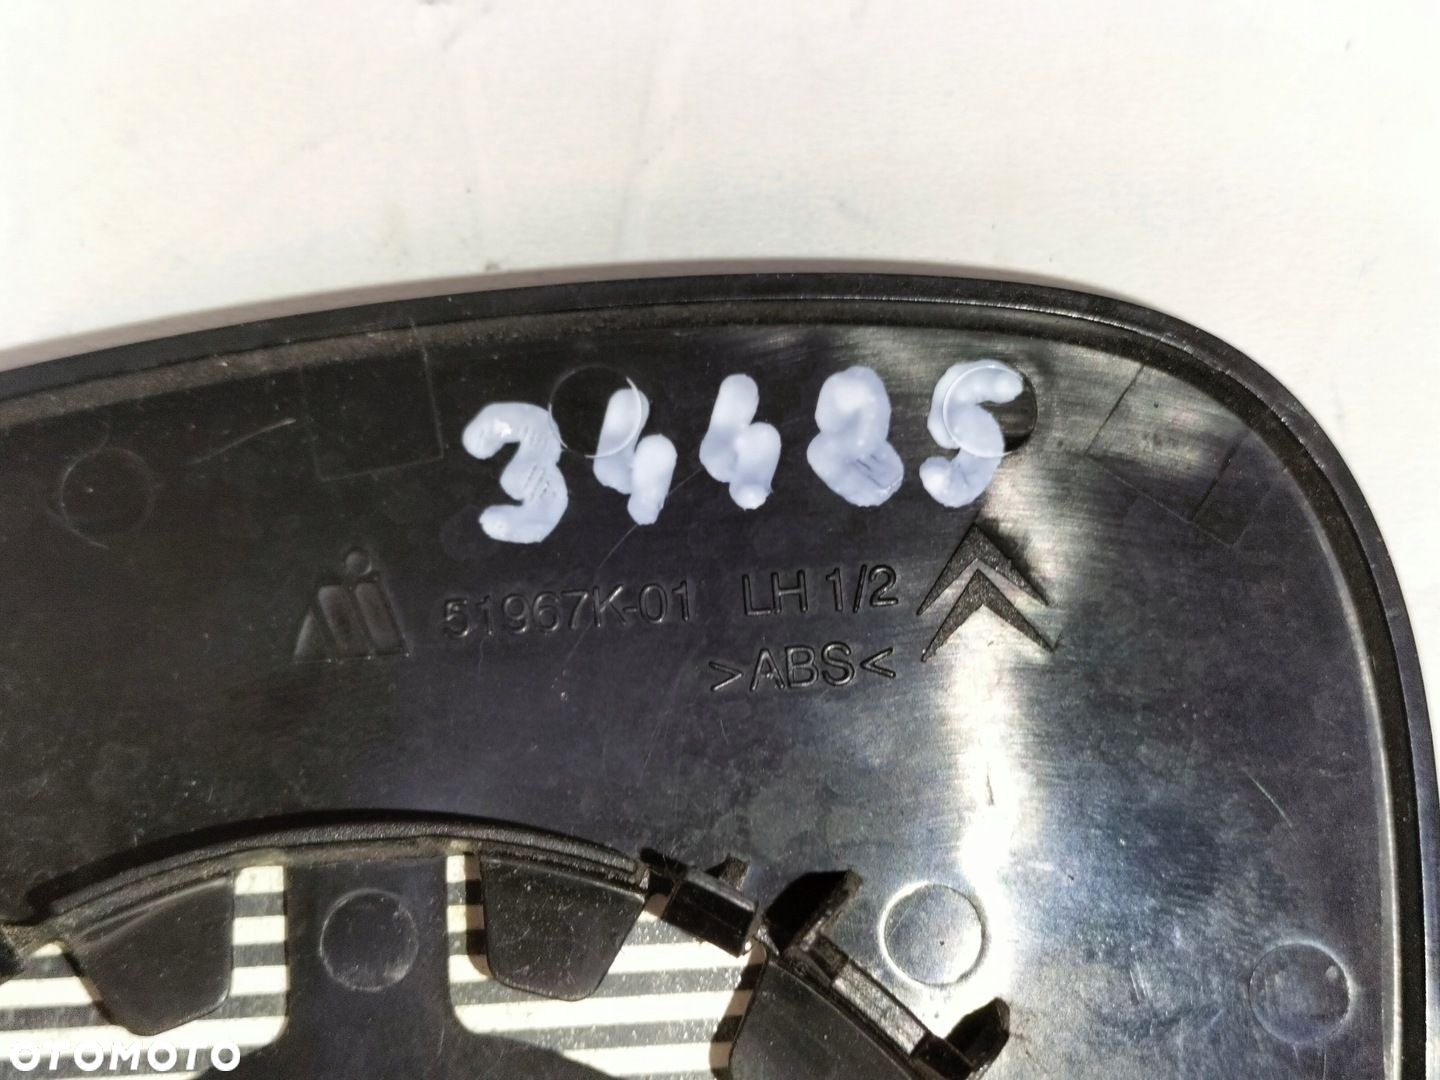 34485
51967K-01 LH 1/2
>ABS<
OTOMOTO